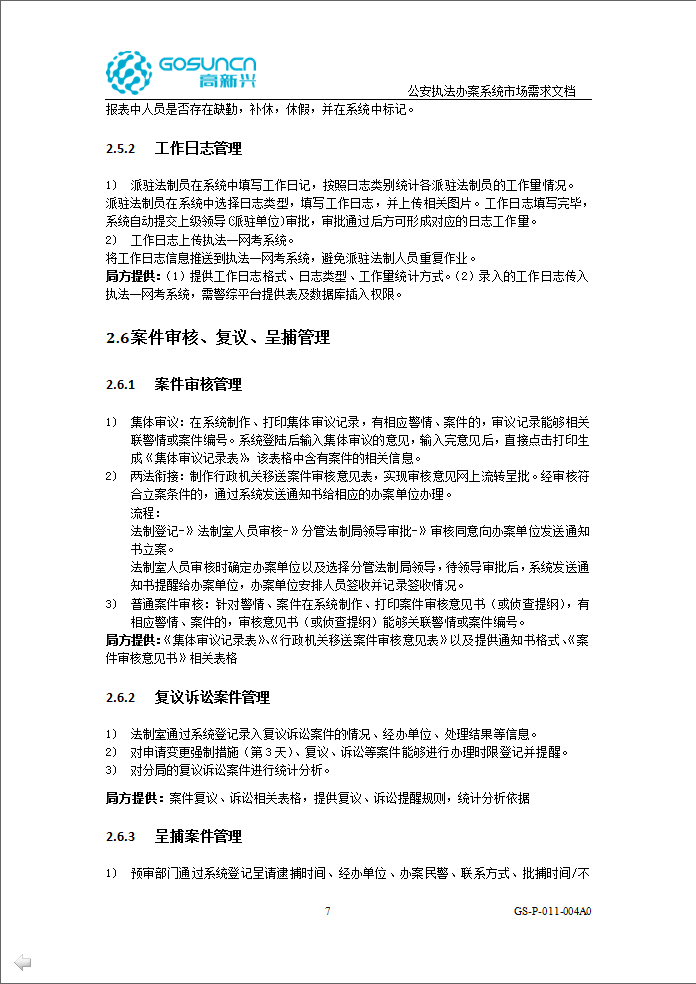 GOSUNCN
高新兴
公安执法办案系统市场需求文档
报表中人员是否存在缺勤，补休，休假，并在系统中标记。
2.5.2 工作日志管理
1） 派驻法制员在系统中填写工作日记，按照日志类别统计各派驻法制员的工作量情况。
派驻法制员在系统中选择日志类型，填写工作日志，并上传相关图片。工作日志填写完毕，
系统自动提交上级领导(派驻单位)审批，审批通过后方可形成对应的日志工作量。
2） 工作日志上传执法一网考系统。
将工作日志信息推送到执法一网考系统，避免派驻法制人员重复作业。
局方提供：（1）提供工作日志格式、日志类型、工作量统计方式。（2）录入的工作日志传入
执法一网考系统，需警综平台提供表及数据库插入权限。
2.6案件审核、复议、呈捕管理
2.6.1 案件审核管理
1） 集体审议：在系统制作、打印集体审议记录，有相应警情、案件的，审议记录能够相关
联警情或案件编号。系统登陆后输入集体审议的意见，输入完意见后，直接点击打印生
成《集体审议记录表》，该表格中含有案件的相关信息。
2） 两法衔接：制作行政机关移送案件审核意见表，实现审核意见网上流转呈批。经审核符
合立案条件的，通过系统发送通知书给相应的办案单位办理。
流程：
法制登记-》法制室人员审核-》分管法制局领导审批-》审核同意向办案单位发送通知
书立案。
法制室人员审核时确定办案单位以及选择分管法制局领导，待领导审批后，系统发送通
知书提醒给办案单位，办案单位安排人员签收并记录签收情况。
3） 普通案件审核：针对警情、案件在系统制作、打印案件审核意见书（或侦查提纲），有
相应警情、案件的，审核意见书（或侦查提纲）能够关联警情或案件编号。
局方提供：《集体审议记录表》、《行政机关移送案件审核意见表》以及提供通知书格式、《案
件审核意见书》相关表格
2.6.2 复议诉讼案件管理
1） 法制室通过系统登记录入复议诉讼案件的情况、经办单位、处理结果等信息。
2） 对申请变更强制措施（第 3 天）、复议、诉讼等案件能够进行办理时限登记并提醒。
3） 对分局的复议诉讼案件进行统计分析。
局方提供：案件复议、诉讼相关表格，提供复议、诉讼提醒规则，统计分析依据
2.6.3 呈捕案件管理
1） 预审部门通过系统登记呈请逮捕时间、经办单位、办案民警、联系方式、批捕时间/不
7 GS-P-011-004A0